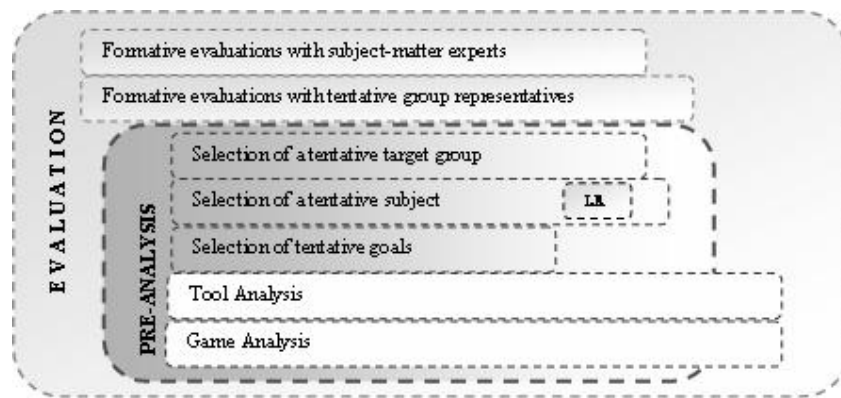 Formative evaluations with subject-matter experts
Formative evaluations with tentative group representatives
EVALUATION
PRE-ANALYSIS
Selection of a tentative target group
Selection of a tentative subject
LR
Selection of tentative goals
Tool Analysis
Game Analysis